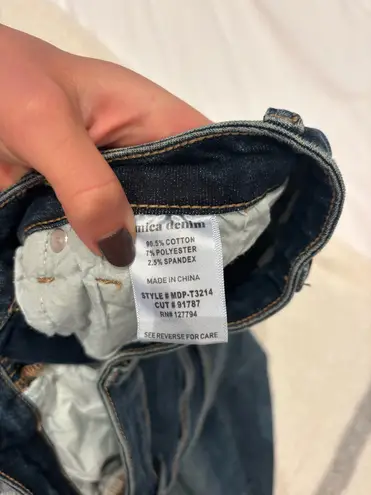 mica denim
90.5% COTTON
7% POLYESTER
2.5% SPANDEX
MADE IN CHINA
STYLE # MDP-T3214
CUT # 91787
RN# 127794
SEE REVERSE FOR CARE